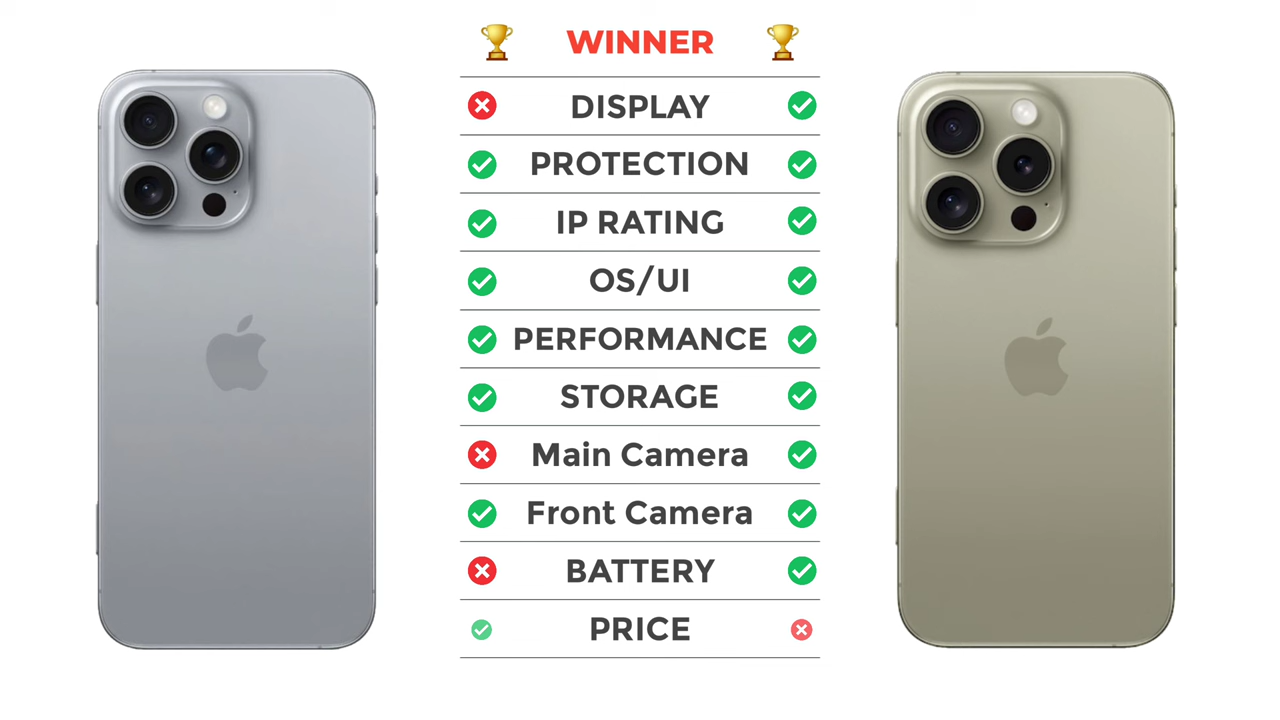 WINNER
DISPLAY
PROTECTION
IP RATING
OS/UI
PERFORMANCE
STORAGE
Main Camera
Front Camera
BATTERY
PRICE